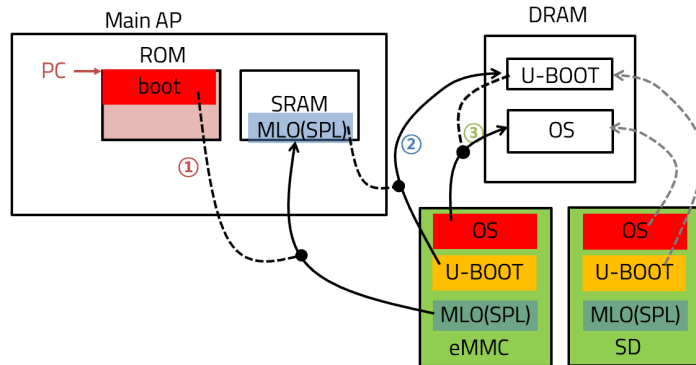 Main AP
DRAM
ROM
PC
boot
SRAM
MLO(SPL)
U-BOOT
OS
①
②
③
OS
U-BOOT
MLO(SPL)
eMMC
OS
U-BOOT
MLO(SPL)
SD